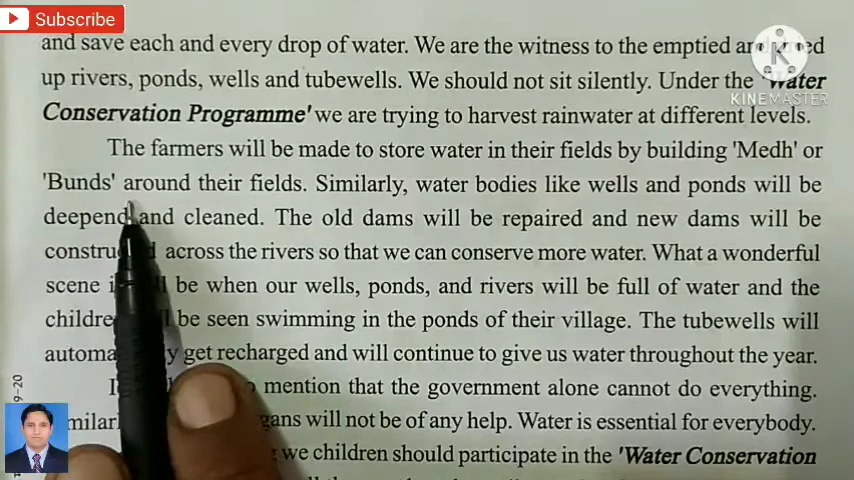 Subscribe
and save each and every drop of water. We are the witness to the emptied
up rivers, ponds, wells and tubewells. We should not sit silently. Under the 'Water
KINEMASTER
Conservation Programme' we are trying to harvest rainwater at different levels.
The farmers will be made to store water in their fields by building 'Medh' or
'Bunds' around their fields. Similarly, water bodies like wells and ponds will be
deepend and cleaned. The old dams will be repaired and new dams will be
across the rivers so that we can conserve more water. What a wonderful
scene be when our wells, ponds, and rivers will be full of water and the
be seen swimming in the ponds of their village. The tubewells will
get recharged and will continue to give us water throughout the year.
mention that the government alone cannot do everything.
will not be of any help. Water is essential for everybody.
we children should participate in the 'Water Conservation